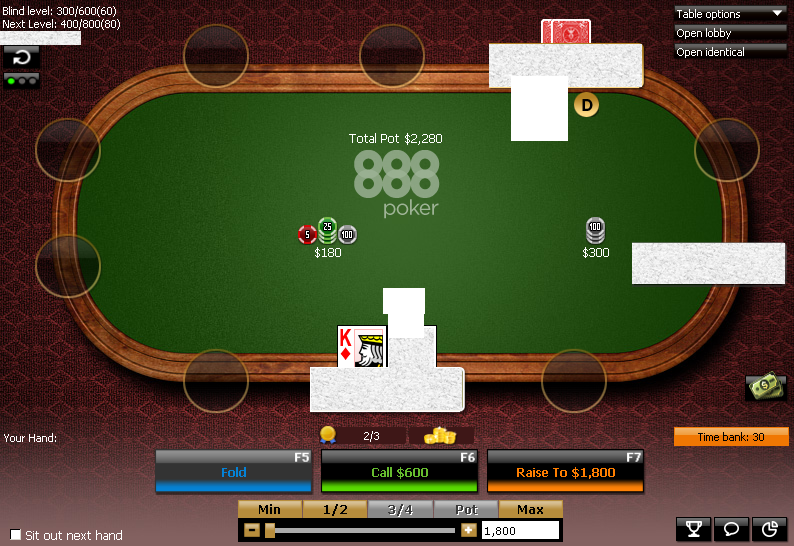 Blind level: 300/600(60)
Next Level: 400/800(80)
Table options
Open lobby
Open identical
D
Total Pot $2,280
888
888
poker
5
25
100
$180
100
$300
K
Your Hand:
2/3
Time bank: 30
F5
Fold
F6
Call $600
F7
Raise To $1,800
Min
1/2
3/4
Pot
Max
-
+
1,800
Sit out next hand